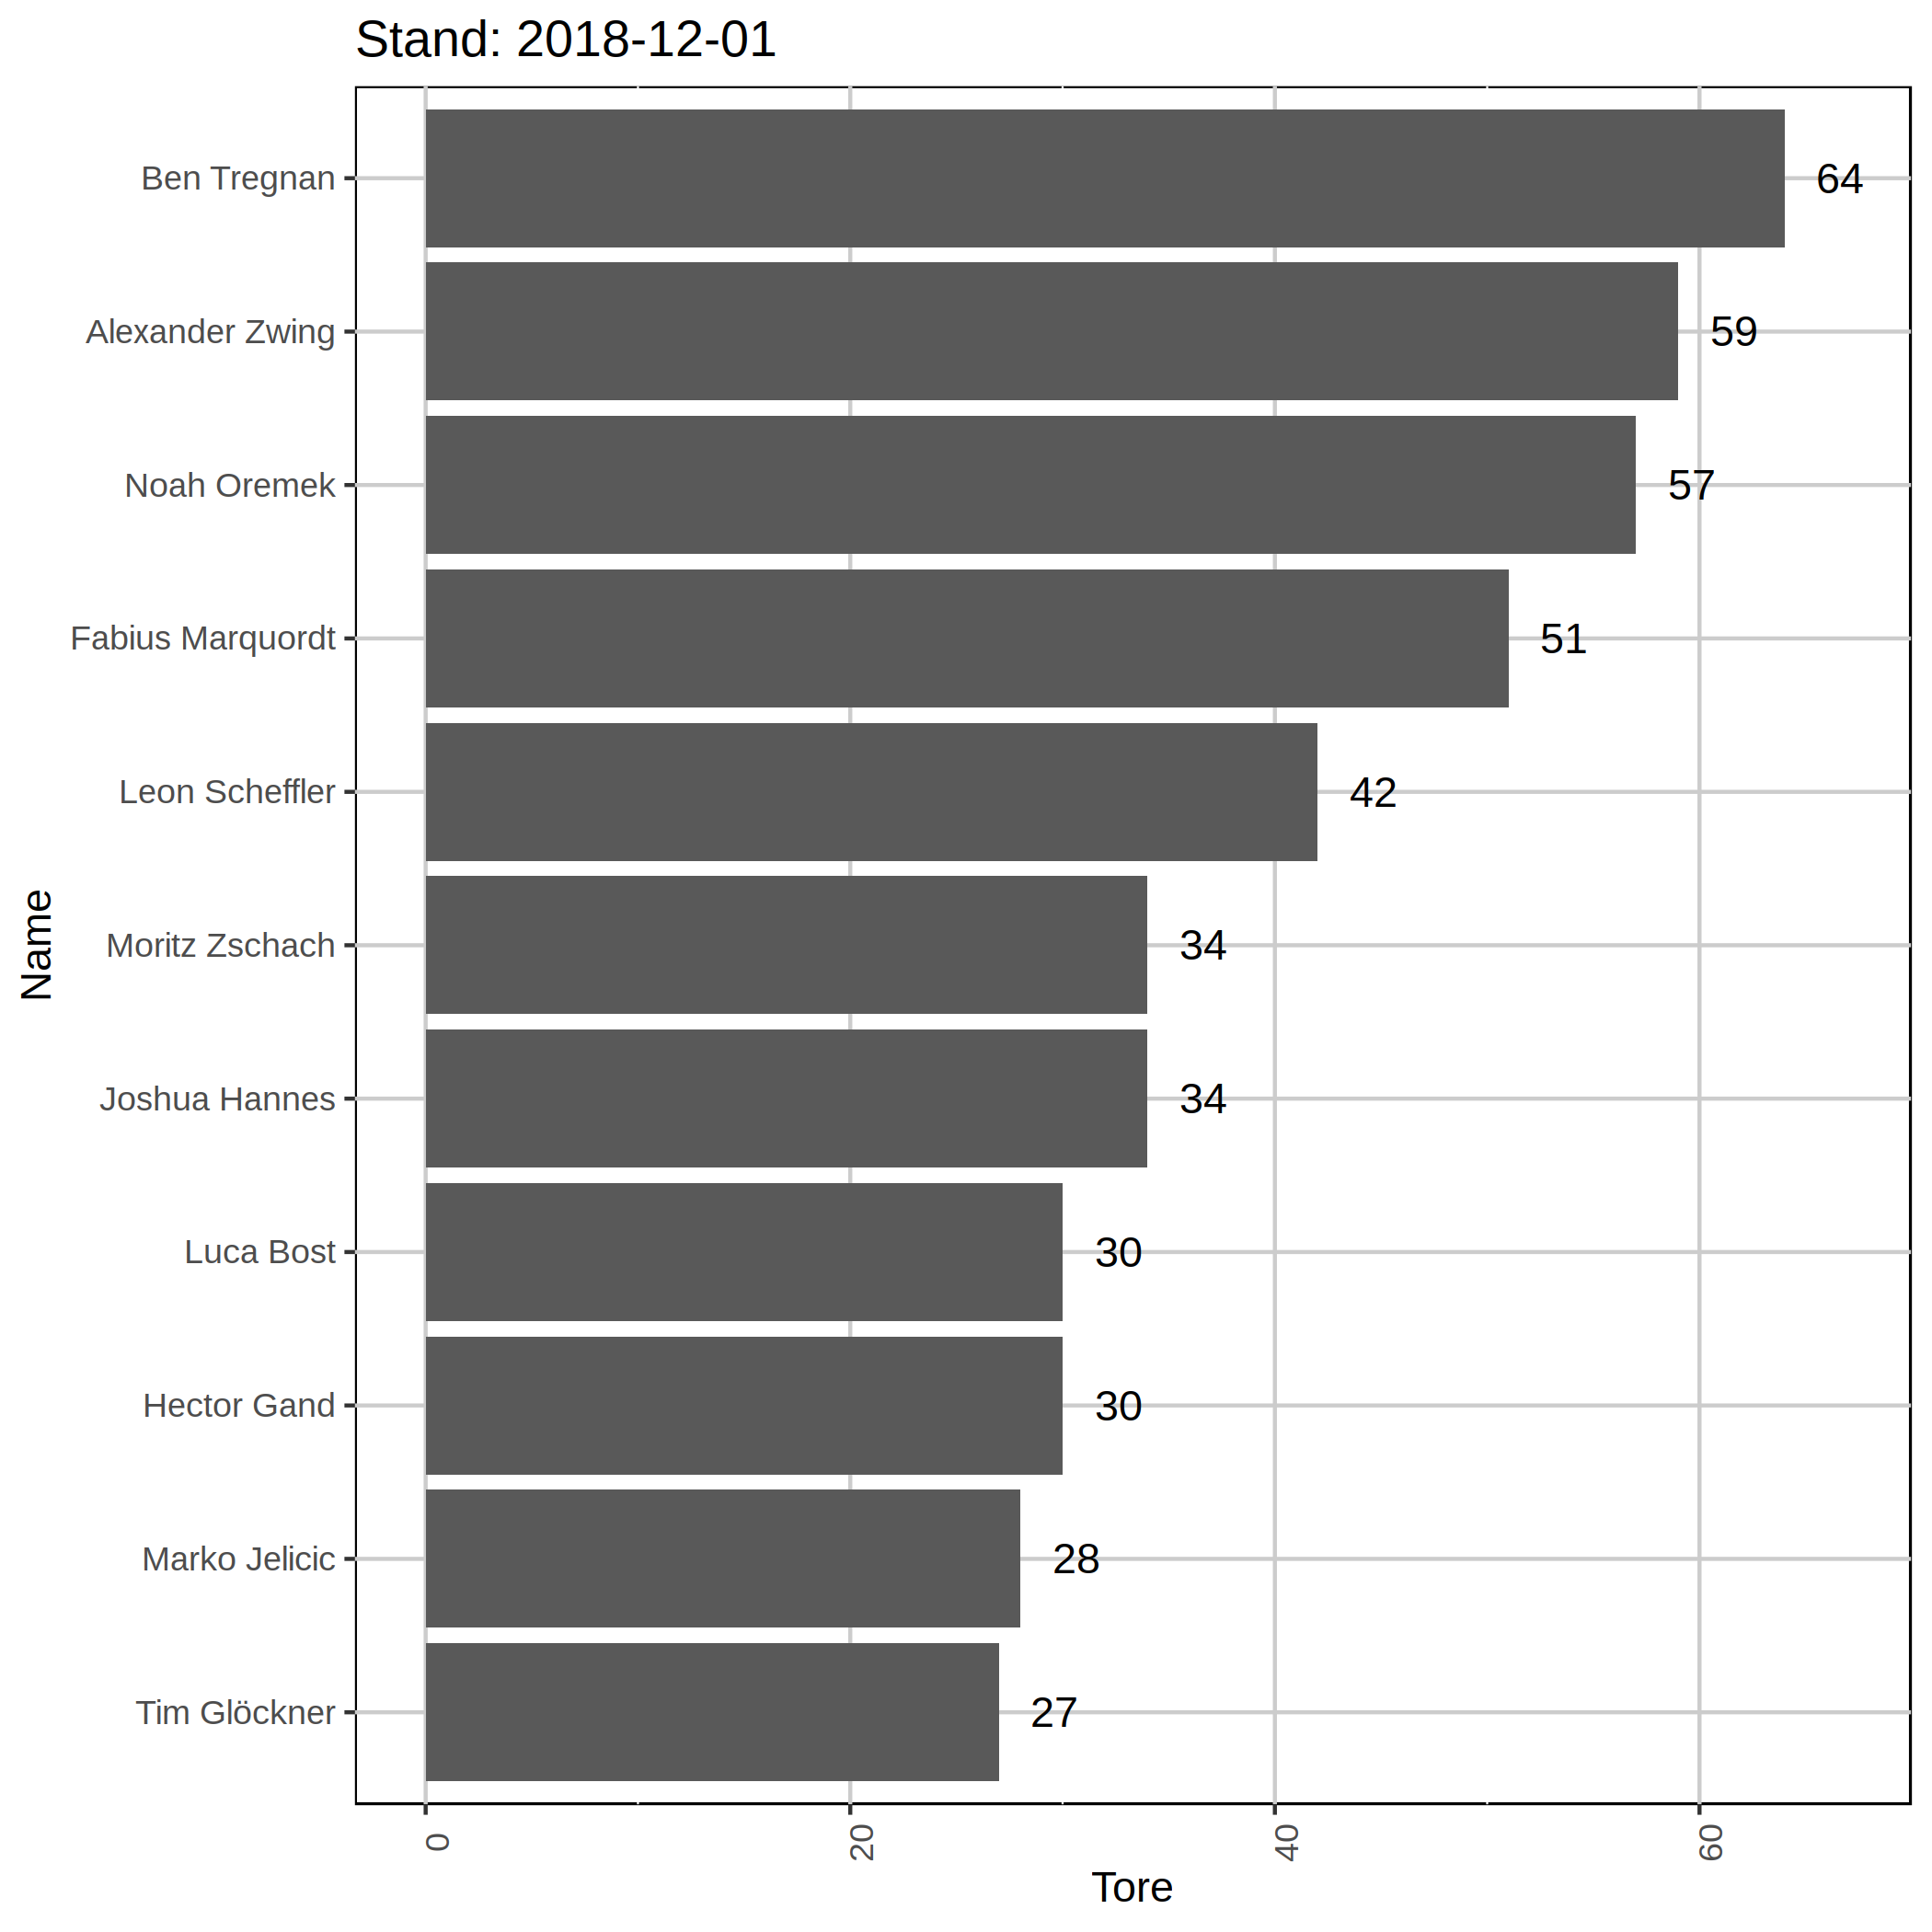 Stand: 2018-12-01
Ben Tregnan 64
Alexander Zwing 59
Noah Oremek 57
Fabius Marquordt 51
Leon Scheffler 42
Moritz Zschach 34
Joshua Hannes 34
Luca Bost 30
Hector Gand 30
Marko Jelicic 28
Tim Glöckner 27
Name
0 20 40 60
Tore